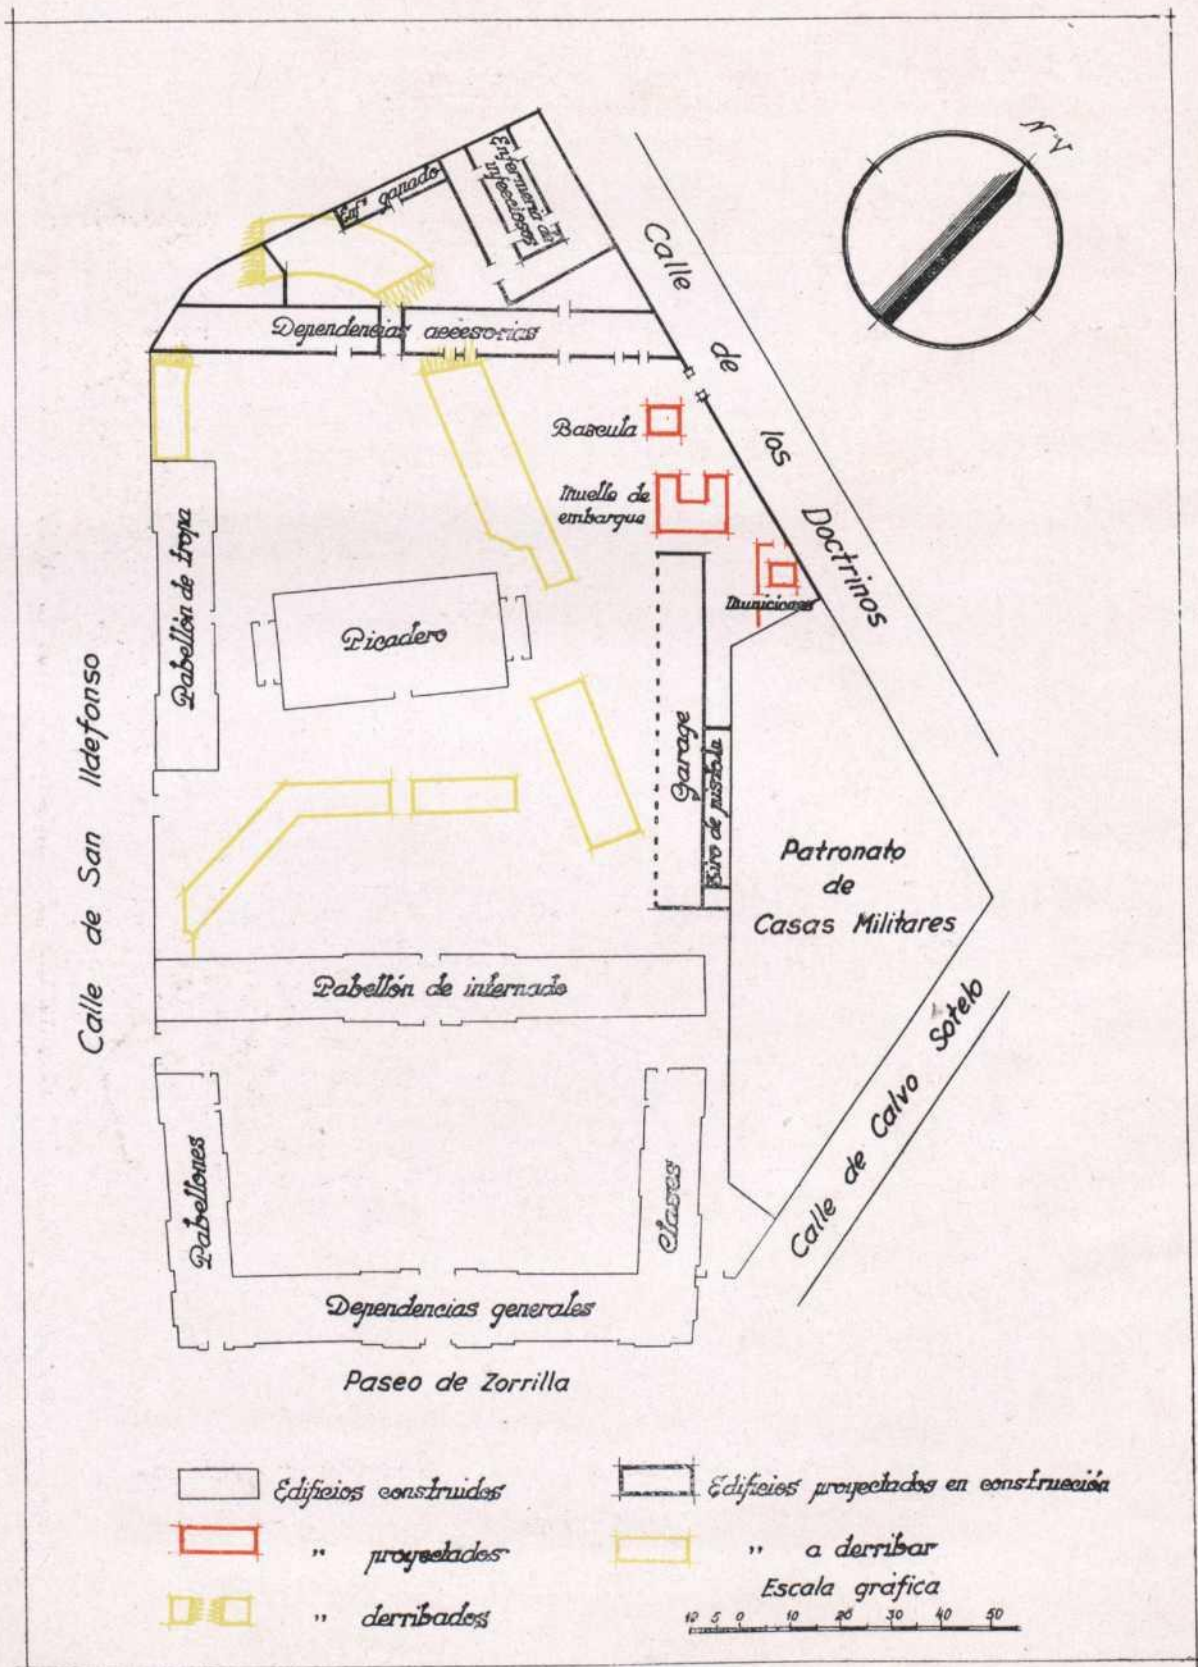 N-V
Enfª ganado
Enfermería de
infecciosos
Calle de los Doctrinos
Dependencias accesorias
Bascula
Muelle de
embarque
Municiones
Pabellón de tropa
Picadero
Garage
Tiro de pistola
Calle de San Ildefonso
Patronato
de
Casas Militares
Pabellón de internado
Calle de Calvo Sotelo
Pabellones
Clases
Dependencias generales
Paseo de Zorrilla
Edificios construidos
Edificios proyectados en construcción
" proyectados
" a derribar
" derribados
Escala gráfica
10 5 0 10 20 30 40 50